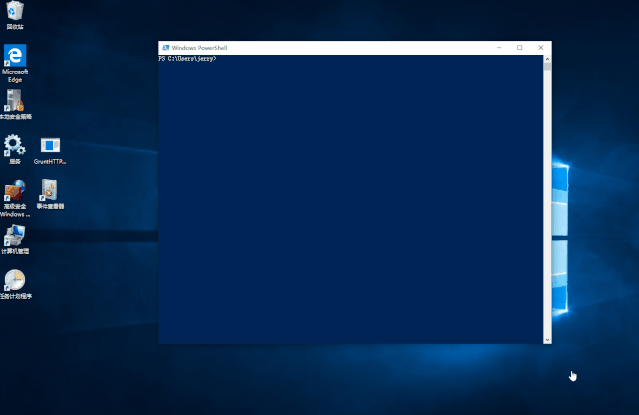 回收站
Microsoft
Edge
本地安全策略
服务
GruntHTTP...
高级安全
Windows ...
事件查看器
计算机管理
任务计划程序
Windows PowerShell
PS C:\Users\jerry>